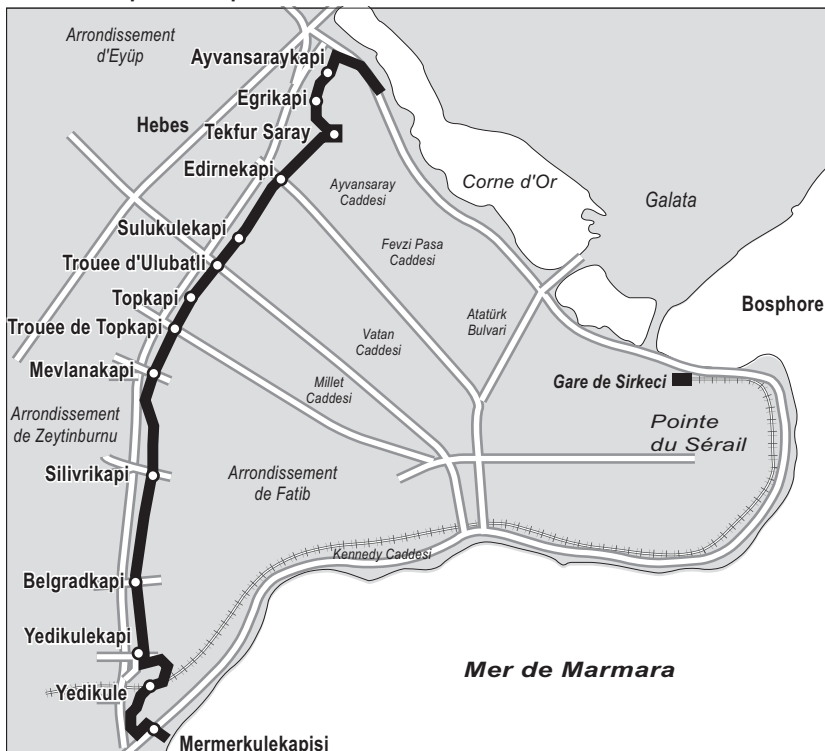 Arrondissement
d'Eyüp
Ayvansaraykapi
Egrikapi
Hebes
Tekfur Saray
Edirnekapi
Ayvansaray
Caddesi
Corne d'Or
Galata
Sulukulekapi
Fevzi Pasa
Caddesi
Trouee d'Ulubatli
Topkapi
Trouee de Topkapi
Vatan
Caddesi
Atatürk
Bulvari
Bosphore
Mevlanakapi
Millet
Caddesi
Gare de Sirkeci
Arrondissement
de Zeytinburnu
Pointe
du Sérail
Silivrikapi
Arrondissement
de Fatib
Kennedy Caddesi
Belgradkapi
Yedikulekapi
Yedikule
Mer de Marmara
Mermerkulekapisi